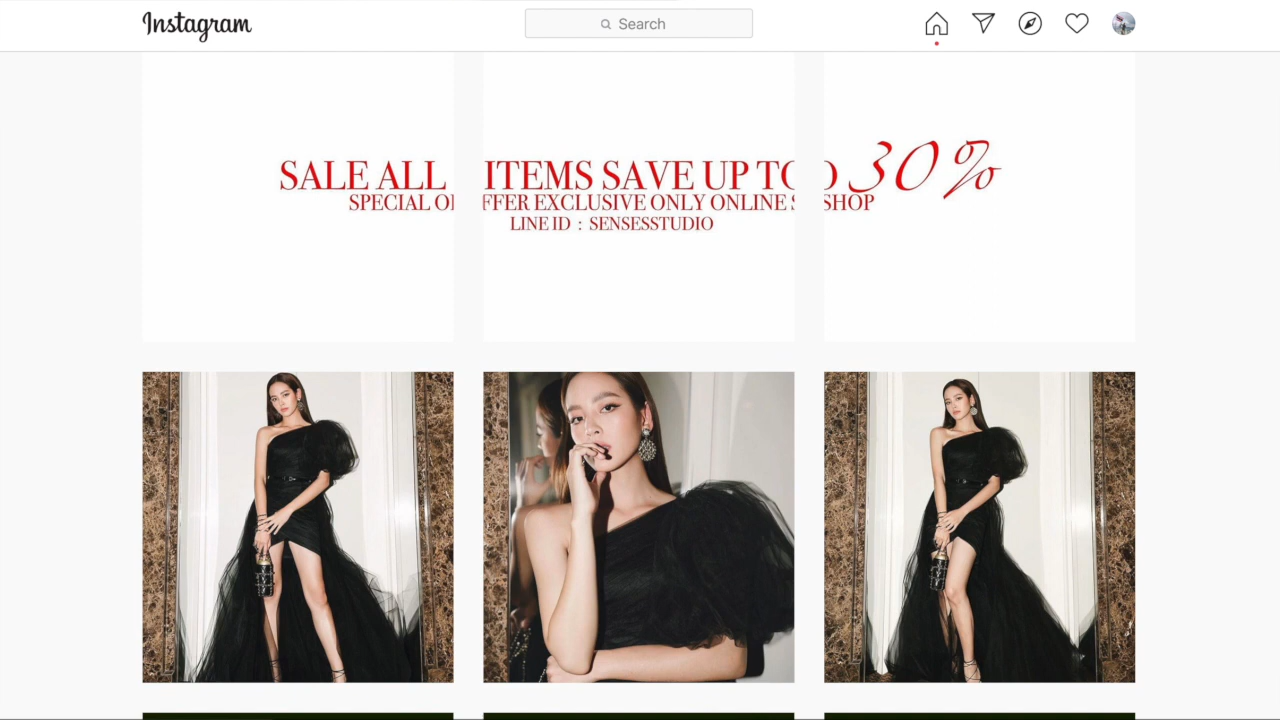 Instagram
Search
SALE ALL ITEMS SAVE UP TO 30%
SPECIAL OFFER EXCLUSIVE ONLY ONLINE SHOP
LINE ID : SENSESSTUDIO